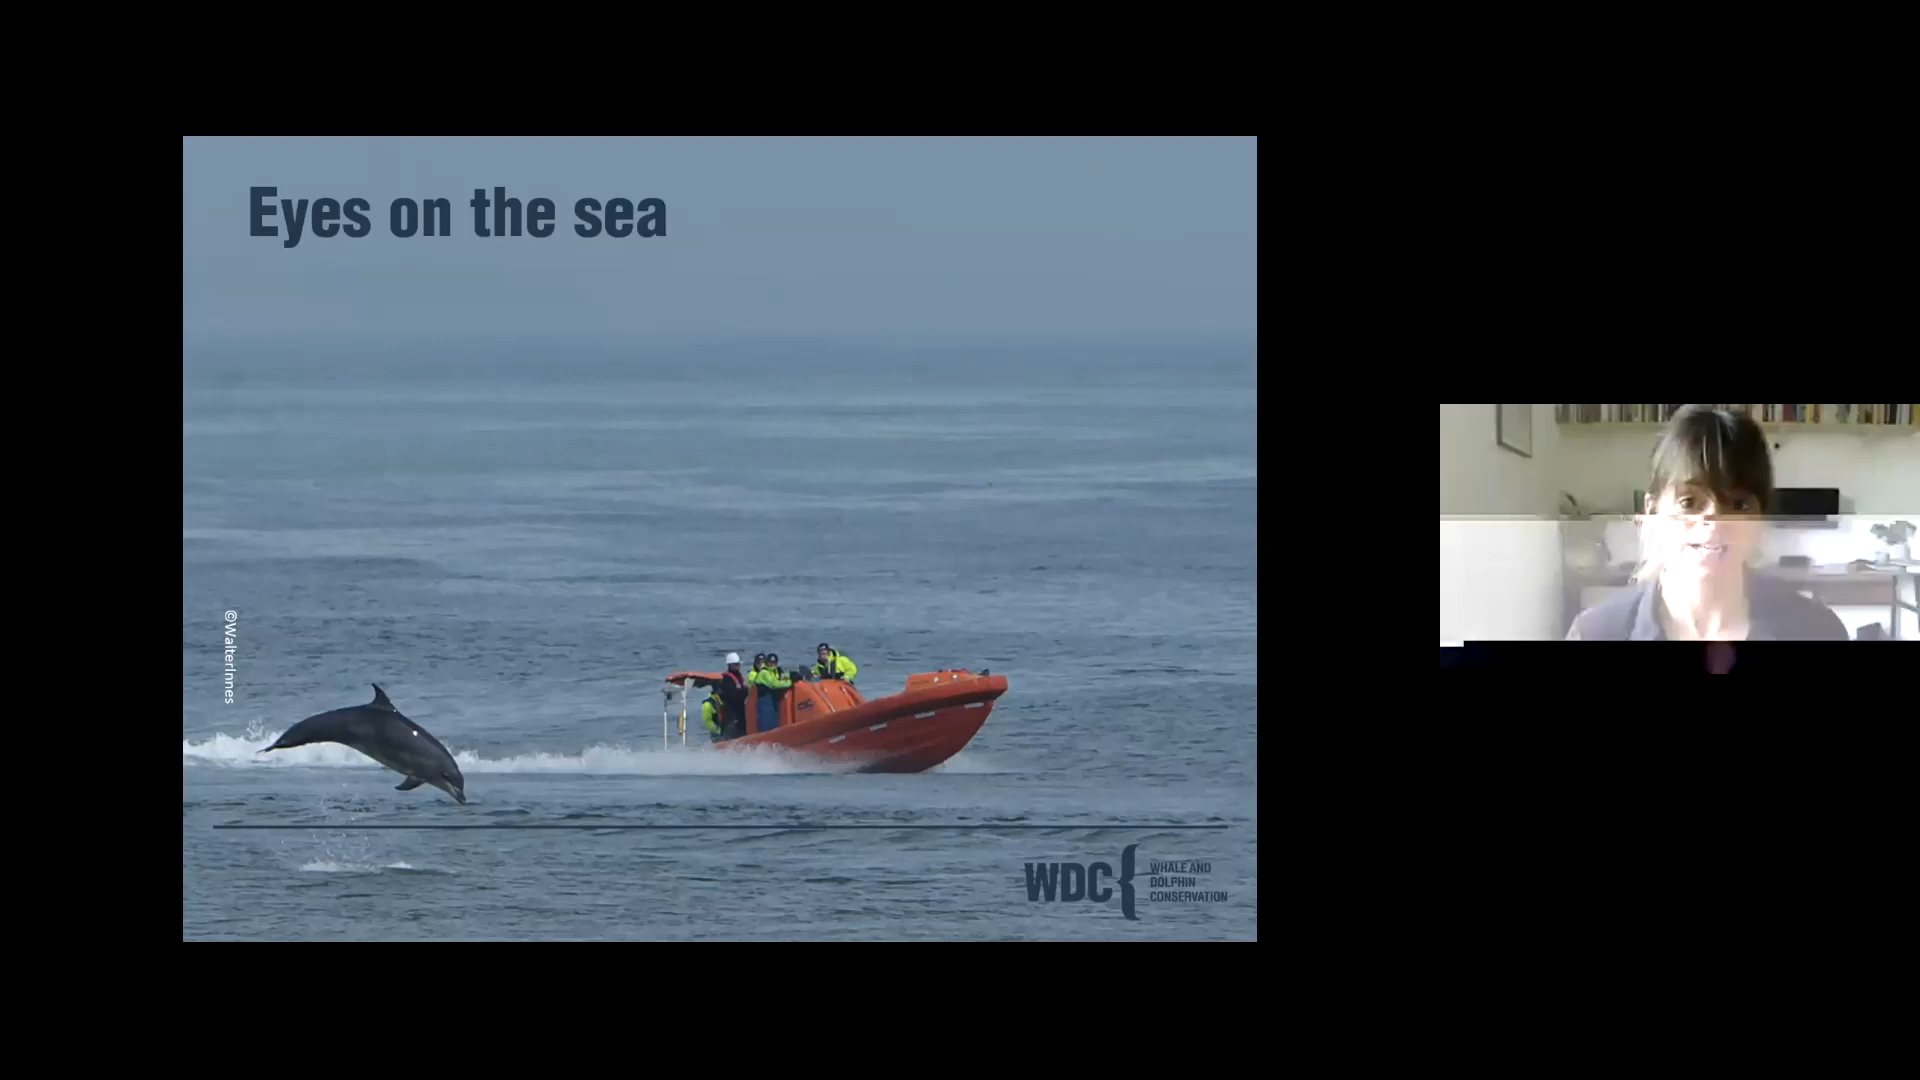 Eyes on the sea
©WalterInnes
WDC
WHALE AND
DOLPHIN
CONSERVATION